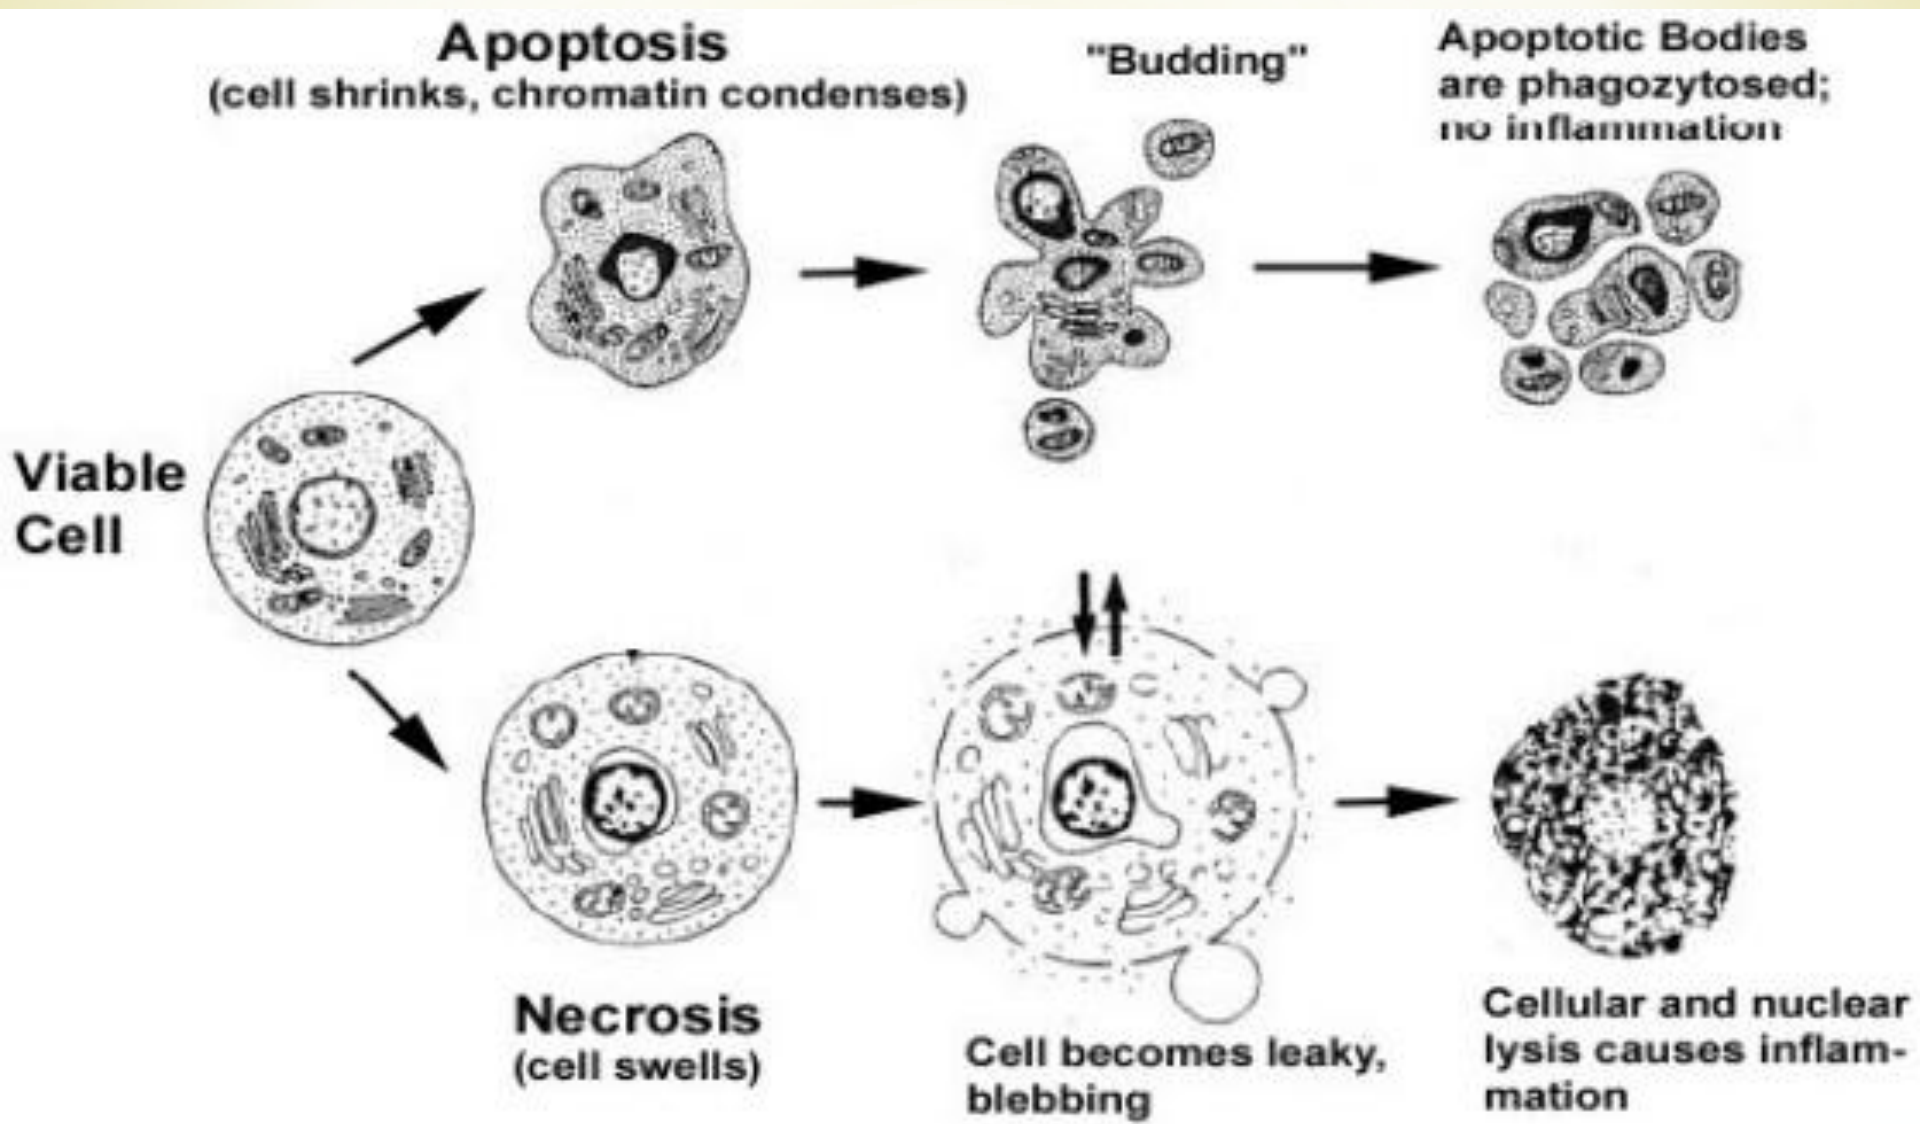 Apoptosis
(cell shrinks, chromatin condenses)
"Budding"
Apoptotic Bodies
are phagozytosed;
no inflammation
Viable
Cell
Necrosis
(cell swells)
Cell becomes leaky,
blebbing
Cellular and nuclear
lysis causes inflam-
mation